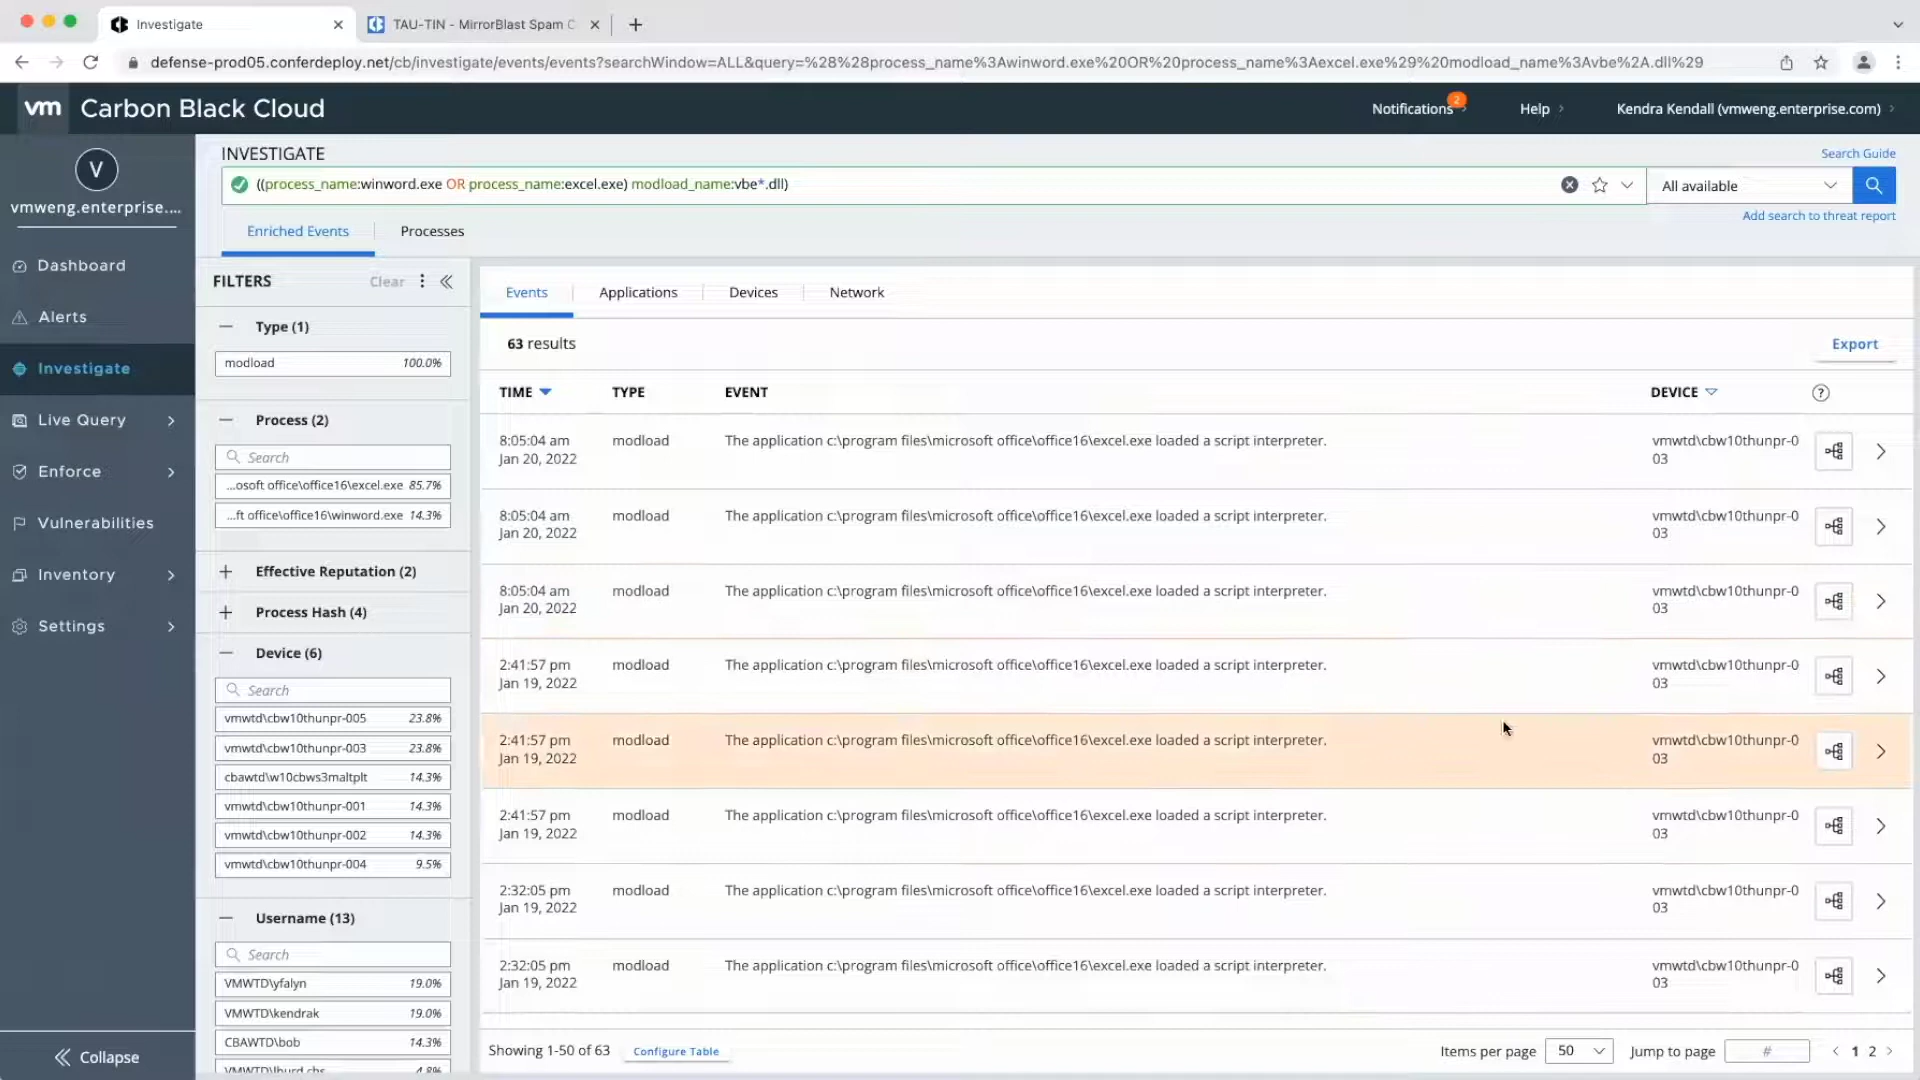 Investigate
TAU-TIN - MirrorBlast Spam C
defense-prod05.conferdeploy.net/cb/investigate/events/events?searchWindow=ALL&query=%28%28process_name%3Awinword.exe%20OR%20process_name%3Aexcel.exe%29%20modload_name%3Avbe%2A.dll%29
vm Carbon Black Cloud
Notifications 2
Help
Kendra Kendall (vmweng.enterprise.com)
V
vmweng.enterprise....
Dashboard
Alerts
Investigate
Live Query
Enforce
Vulnerabilities
Inventory
Settings
Collapse
INVESTIGATE
Search Guide
((process_name:winword.exe OR process_name:excel.exe) modload_name:vbe*.dll)
All available
Add search to threat report
Enriched Events
Processes
FILTERS
Clear
Type (1)
modload 100.0%
Process (2)
Search
...osoft office\office16\excel.exe 85.7%
...ft office\office16\winword.exe 14.3%
Effective Reputation (2)
Process Hash (4)
Device (6)
Search
vmwtd\cbw10thunpr-005 23.8%
vmwtd\cbw10thunpr-003 23.8%
cbawtd\w10cbws3maltplt 14.3%
vmwtd\cbw10thunpr-001 14.3%
vmwtd\cbw10thunpr-002 14.3%
vmwtd\cbw10thunpr-004 9.5%
Username (13)
Search
VMWTD\yfalyn 19.0%
VMWTD\kendrak 19.0%
CBAWTD\bob 14.3%
VMWTD\lburd.chs 4.8%
Events
Applications
Devices
Network
63 results
Export
TIME TYPE EVENT DEVICE ?
8:05:04 am modload The application c:\program files\microsoft office\office16\excel.exe loaded a script interpreter. vmwtd\cbw10thunpr-0
Jan 20, 2022 03
8:05:04 am modload The application c:\program files\microsoft office\office16\excel.exe loaded a script interpreter. vmwtd\cbw10thunpr-0
Jan 20, 2022 03
8:05:04 am modload The application c:\program files\microsoft office\office16\excel.exe loaded a script interpreter. vmwtd\cbw10thunpr-0
Jan 20, 2022 03
2:41:57 pm modload The application c:\program files\microsoft office\office16\excel.exe loaded a script interpreter. vmwtd\cbw10thunpr-0
Jan 19, 2022 03
2:41:57 pm modload The application c:\program files\microsoft office\office16\excel.exe loaded a script interpreter. vmwtd\cbw10thunpr-0
Jan 19, 2022 03
2:41:57 pm modload The application c:\program files\microsoft office\office16\excel.exe loaded a script interpreter. vmwtd\cbw10thunpr-0
Jan 19, 2022 03
2:32:05 pm modload The application c:\program files\microsoft office\office16\excel.exe loaded a script interpreter. vmwtd\cbw10thunpr-0
Jan 19, 2022 03
2:32:05 pm modload The application c:\program files\microsoft office\office16\excel.exe loaded a script interpreter. vmwtd\cbw10thunpr-0
Jan 19, 2022 03
Showing 1-50 of 63
Configure Table
Items per page 50
Jump to page #
1 2